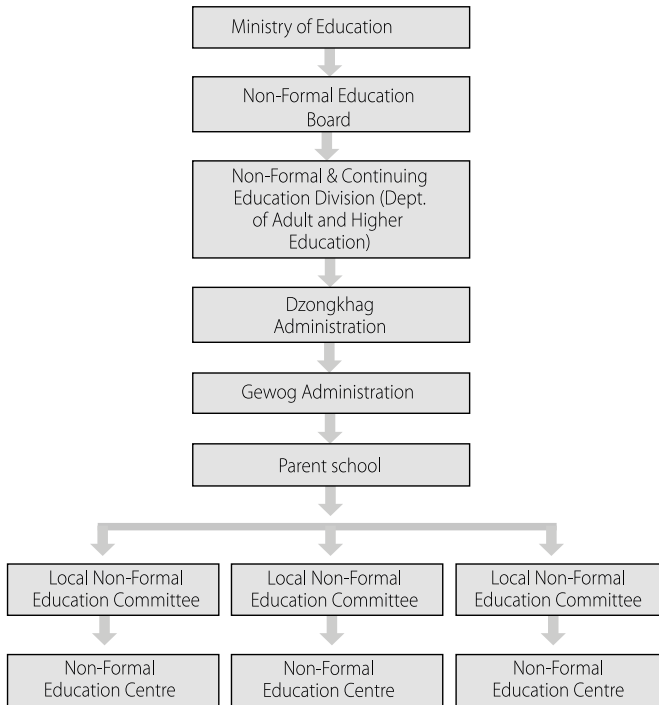 Ministry of Education
Non-Formal Education
Board
Non-Formal & Continuing
Education Division (Dept.
of Adult and Higher
Education)
Dzongkhag
Administration
Gewog Administration
Parent school
Local Non-Formal
Education Committee
Local Non-Formal
Education Committee
Local Non-Formal
Education Committee
Non-Formal
Education Centre
Non-Formal
Education Centre
Non-Formal
Education Centre